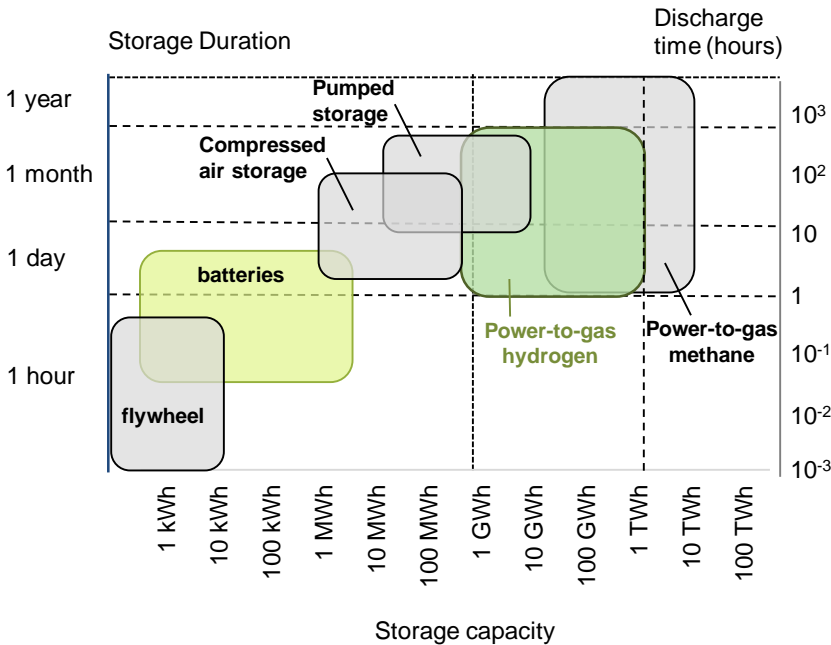 Storage Duration
Discharge
time (hours)
1 year
1 month
1 day
1 hour
Pumped
storage
Compressed
air storage
batteries
flywheel
Power-to-gas
hydrogen
Power-to-gas
methane
10³
10²
10
1
10⁻¹
10⁻²
10⁻³
1 kWh
10 kWh
100 kWh
1 MWh
10 MWh
100 MWh
1 GWh
10 GWh
100 GWh
1 TWh
10 TWh
100 TWh
Storage capacity